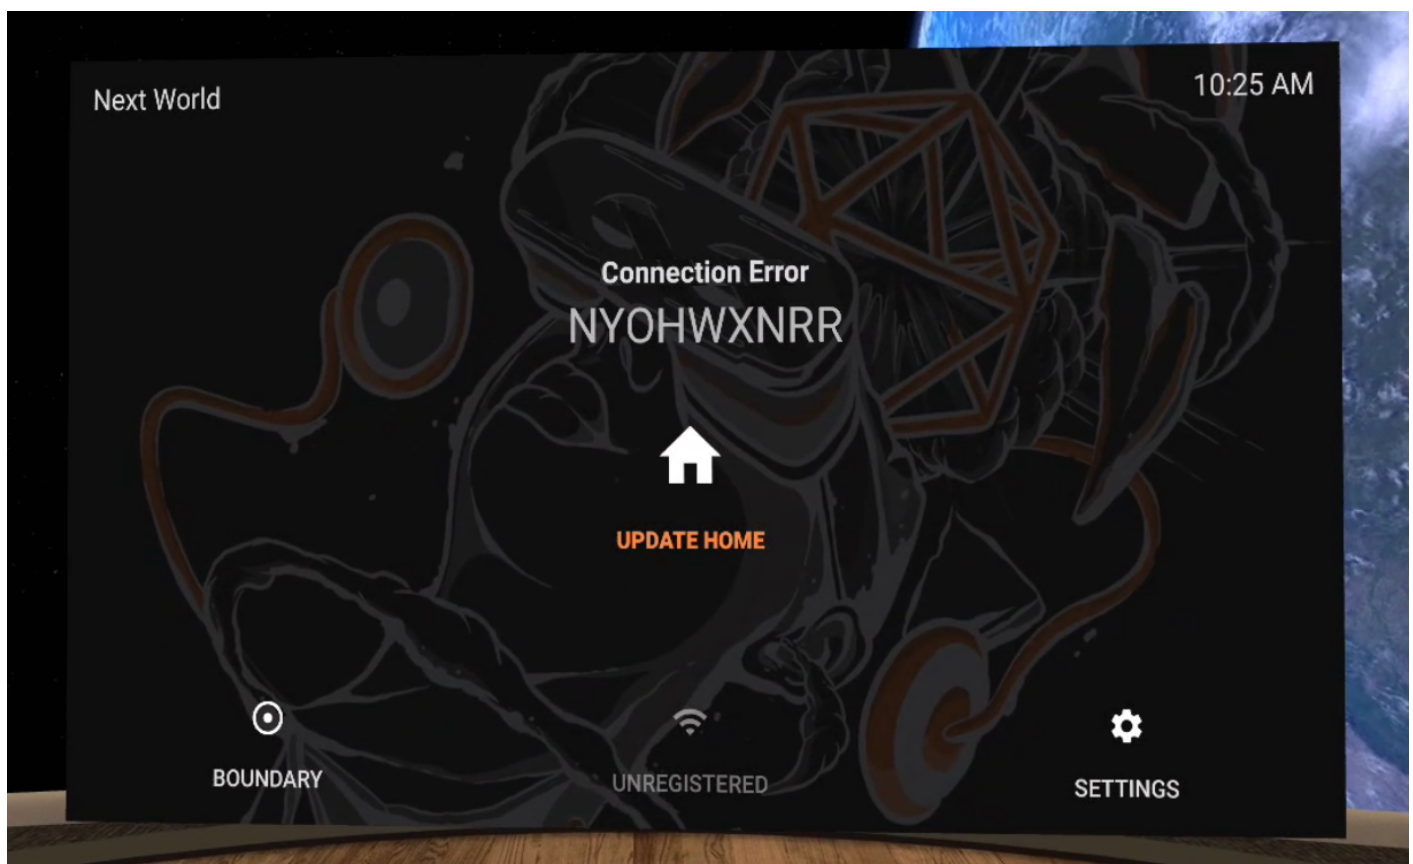 Next World
10:25 AM
Connection Error
NYOHWXNRR
UPDATE HOME
BOUNDARY
UNREGISTERED
SETTINGS